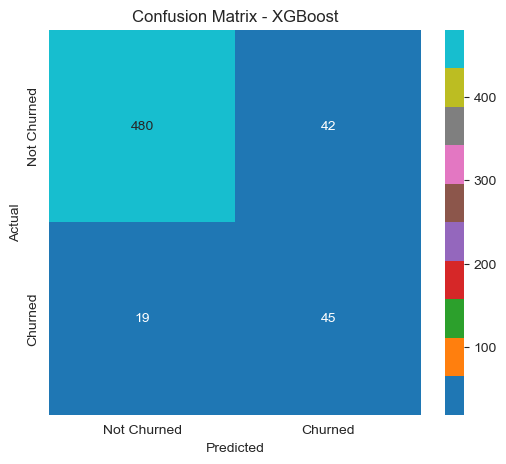 Confusion Matrix - XGBoost
Not Churned
480
42
400
300
Actual
200
Churned
19
45
100
Not Churned
Churned
Predicted